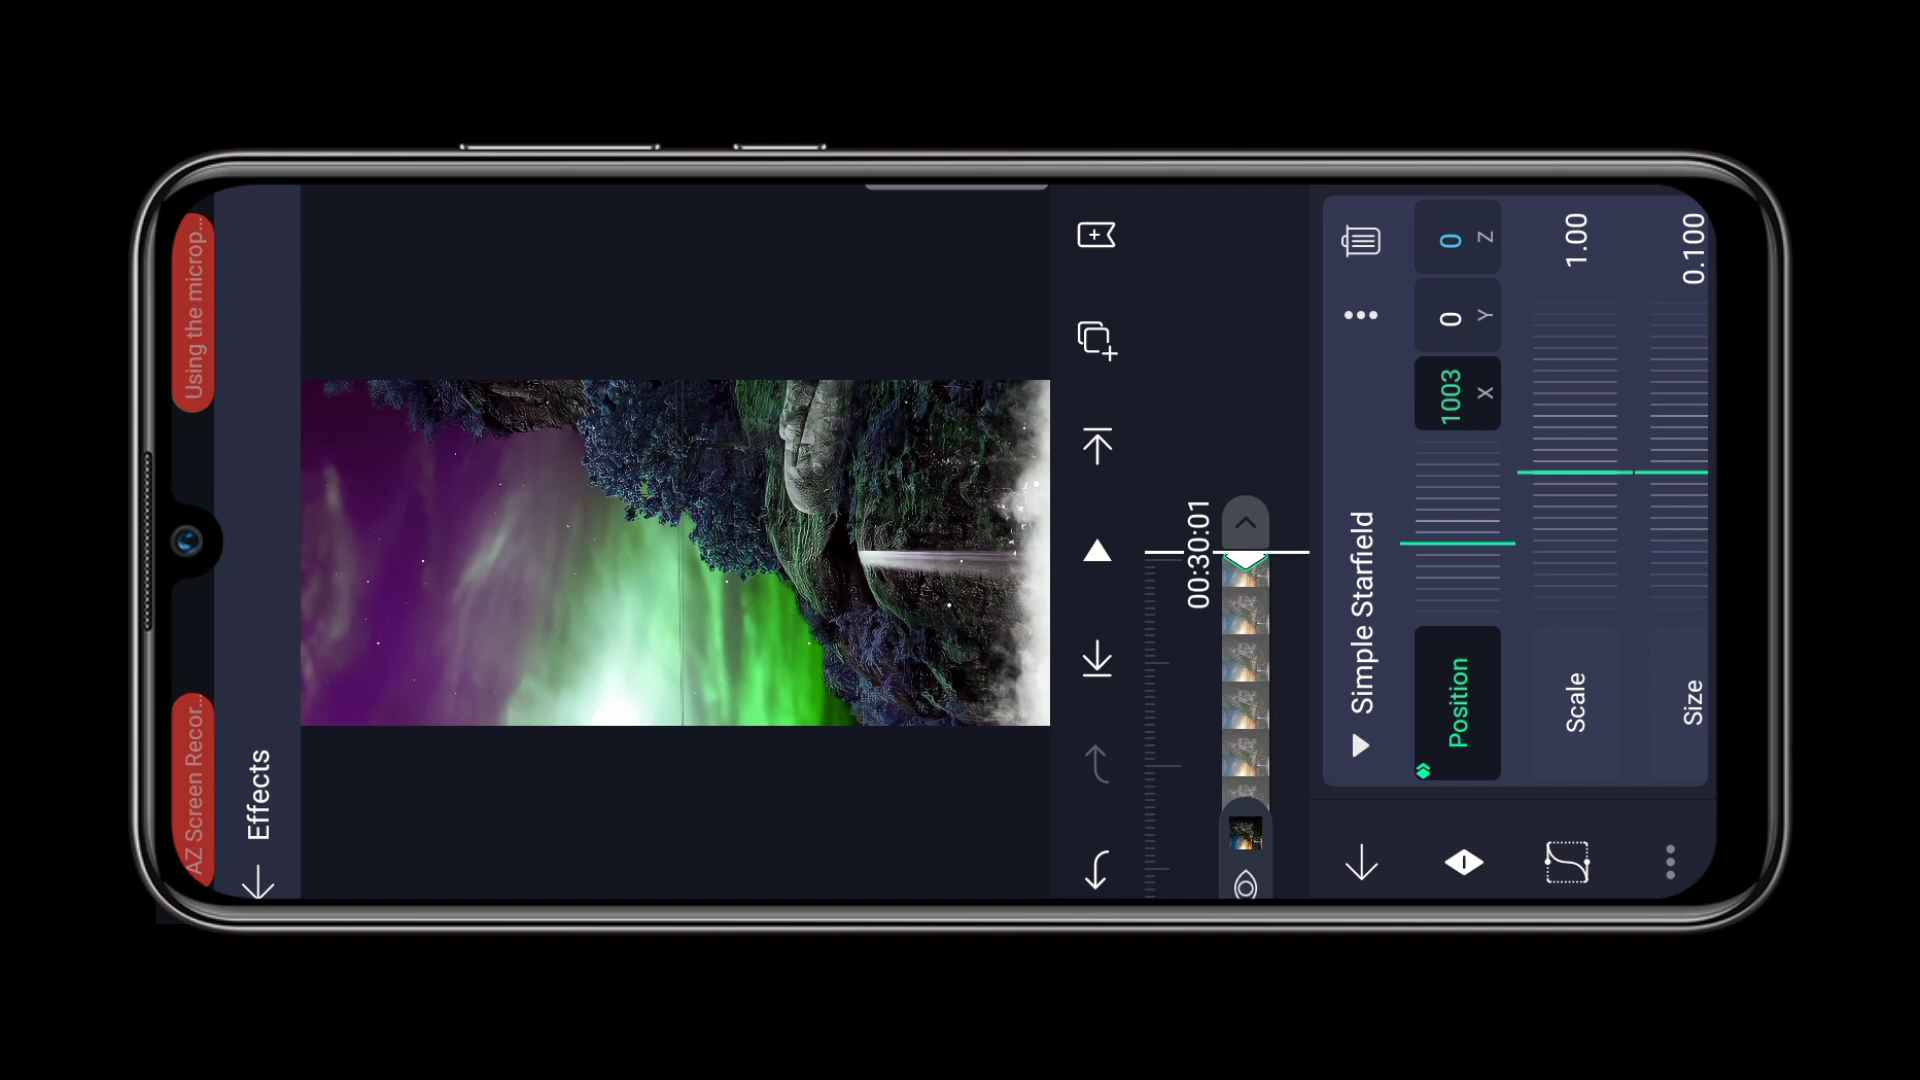 AZ Screen Recor...
Using the microp...
Effects
00:30:01
Simple Starfield
Position
1003
X
0
Y
0
Z
Scale
1.00
Size
0.100